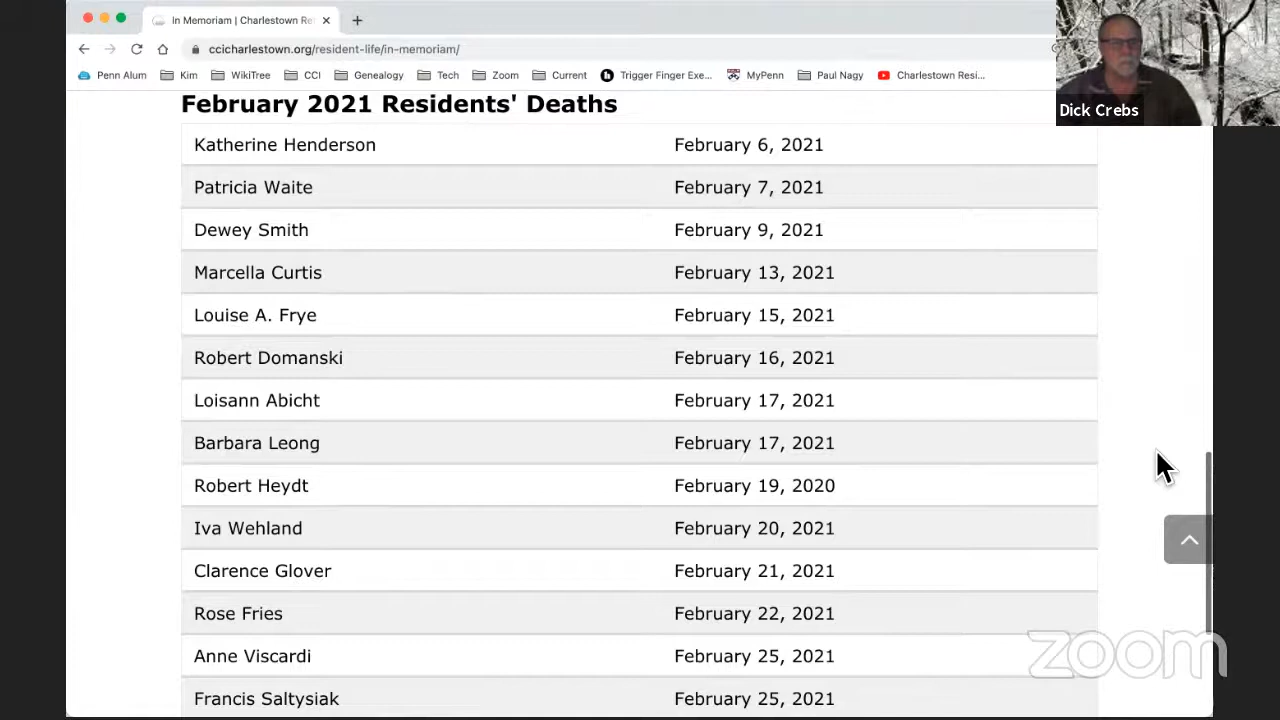 In Memoriam | Charlestown Re
ccicharlestown.org/resident-life/in-memoriam/
Penn Alum Kim WikiTree CCI Genealogy Tech Zoom Current Trigger Finger Exe... MyPenn Paul Nagy Charlestown Resi...
Dick Crebs
February 2021 Residents' Deaths
Katherine Henderson February 6, 2021
Patricia Waite February 7, 2021
Dewey Smith February 9, 2021
Marcella Curtis February 13, 2021
Louise A. Frye February 15, 2021
Robert Domanski February 16, 2021
Loisann Abicht February 17, 2021
Barbara Leong February 17, 2021
Robert Heydt February 19, 2020
Iva Wehland February 20, 2021
Clarence Glover February 21, 2021
Rose Fries February 22, 2021
Anne Viscardi February 25, 2021
Francis Saltysiak February 25, 2021
zoom